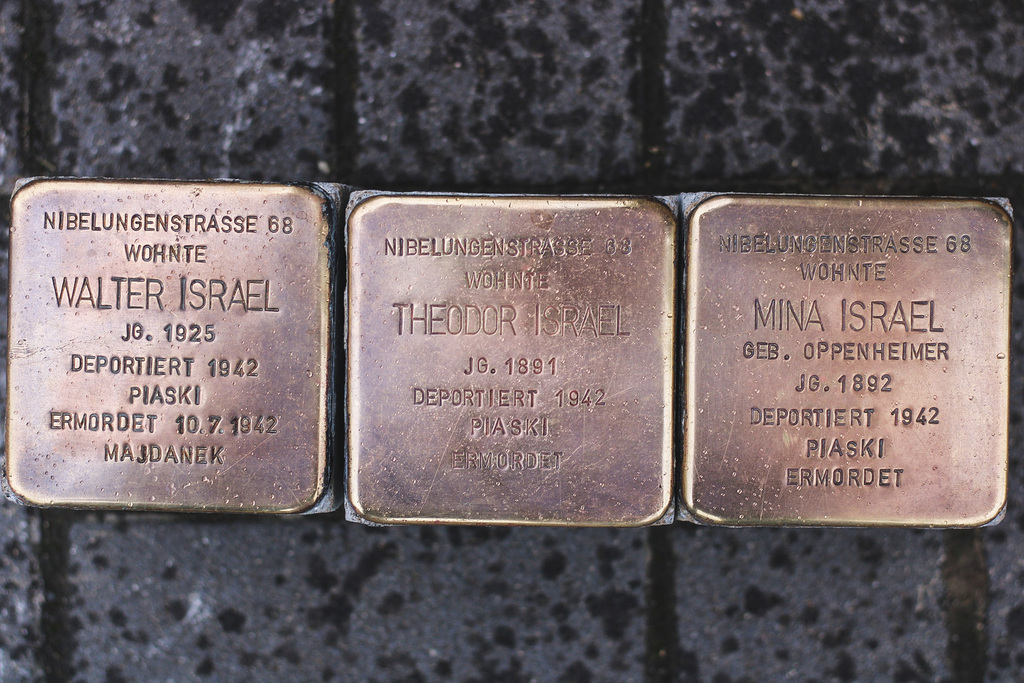 NIBELUNGENSTRASSE 68
WOHNTE
WALTER ISRAEL
JG. 1925
DEPORTIERT 1942
PIASKI
ERMORDET 10.7.1942
MAJDANEK
NIBELUNGENSTRASSE 68
WOHNTE
THEODOR ISRAEL
JG. 1891
DEPORTIERT 1942
PIASKI
ERMORDET
NIBELUNGENSTRASSE 68
WOHNTE
MINA ISRAEL
GEB. OPPENHEIMER
JG. 1892
DEPORTIERT 1942
PIASKI
ERMORDET